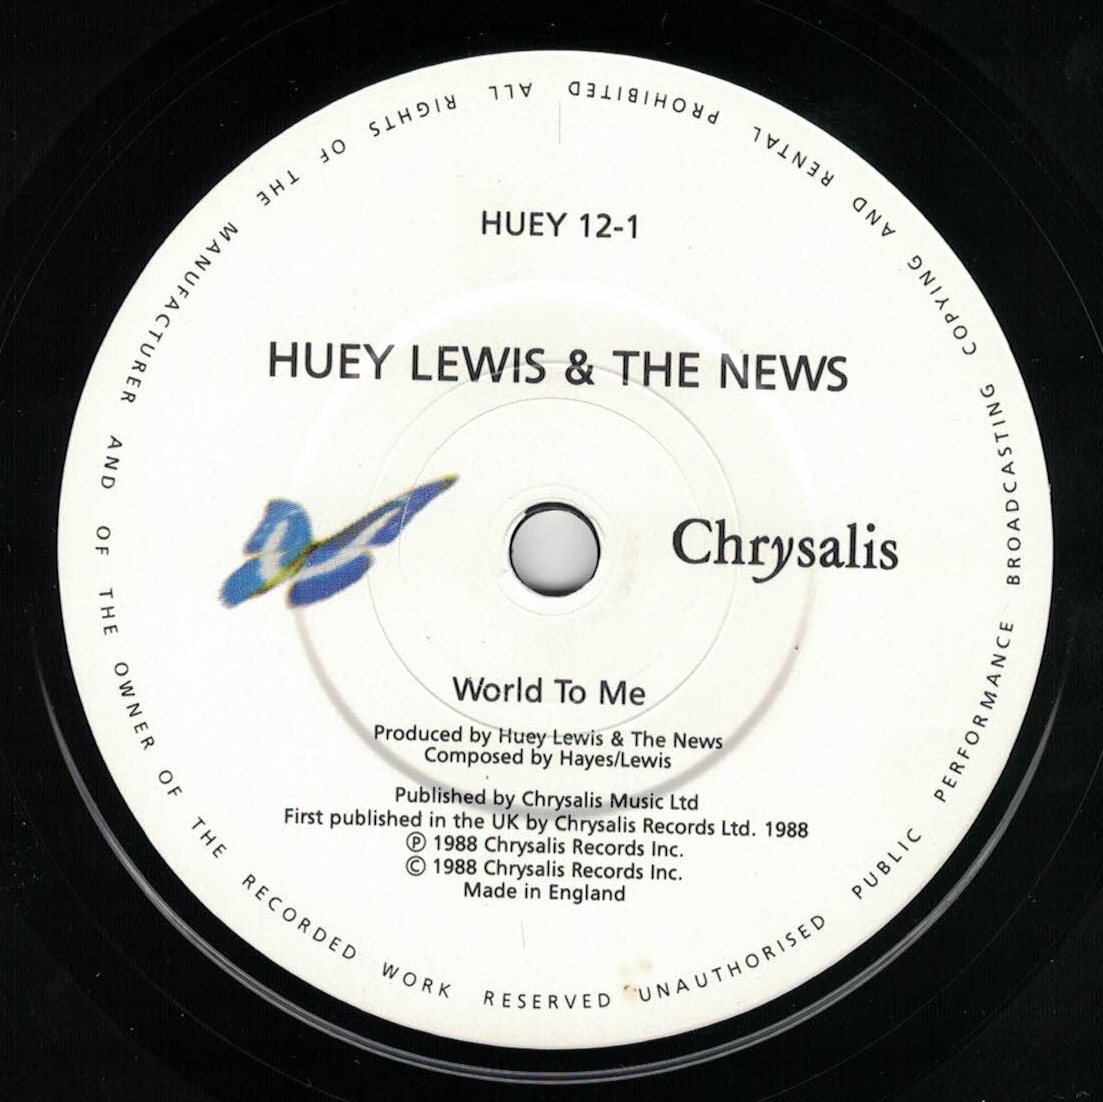 HUEY 12-1
HUEY LEWIS & THE NEWS
Chrysalis
World To Me
Produced by Huey Lewis & The News
Composed by Hayes/Lewis
Published by Chrysalis Music Ltd
First published in the UK by Chrysalis Records Ltd. 1988
Ⓟ 1988 Chrysalis Records Inc.
© 1988 Chrysalis Records Inc.
Made in England
ALL RIGHTS OF THE MANUFACTURER AND OF THE OWNER OF THE RECORDED WORK RESERVED UNAUTHORISED PUBLIC PERFORMANCE BROADCASTING COPYING AND RENTAL PROHIBITED